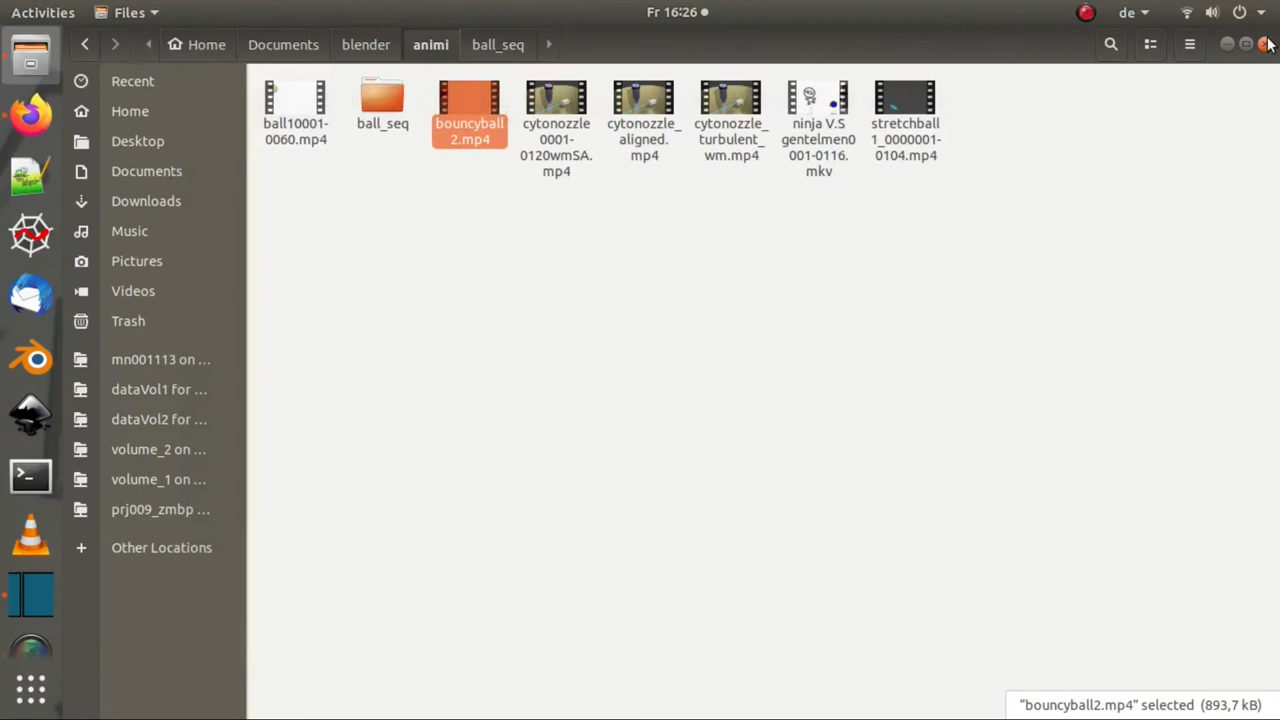 Activities
Files
Fr 16:26
de
Home
Documents
blender
animi
ball_seq
Recent
Home
Desktop
Documents
Downloads
Music
Pictures
Videos
Trash
mn001113 on ...
dataVol1 for ...
dataVol2 for ...
volume_2 on ...
volume_1 on ...
prj009_zmbp ...
Other Locations
ball10001-
0060.mp4
ball_seq
bouncyball
2.mp4
cytonozzle
0001-
0120wmSA.
mp4
cytonozzle_
aligned.
mp4
cytonozzle_
turbulent_
wm.mp4
ninja V.S
gentelmen0
001-0116.
mkv
stretchball
1_0000001-
0104.mp4
“bouncyball2.mp4” selected (893,7 kB)